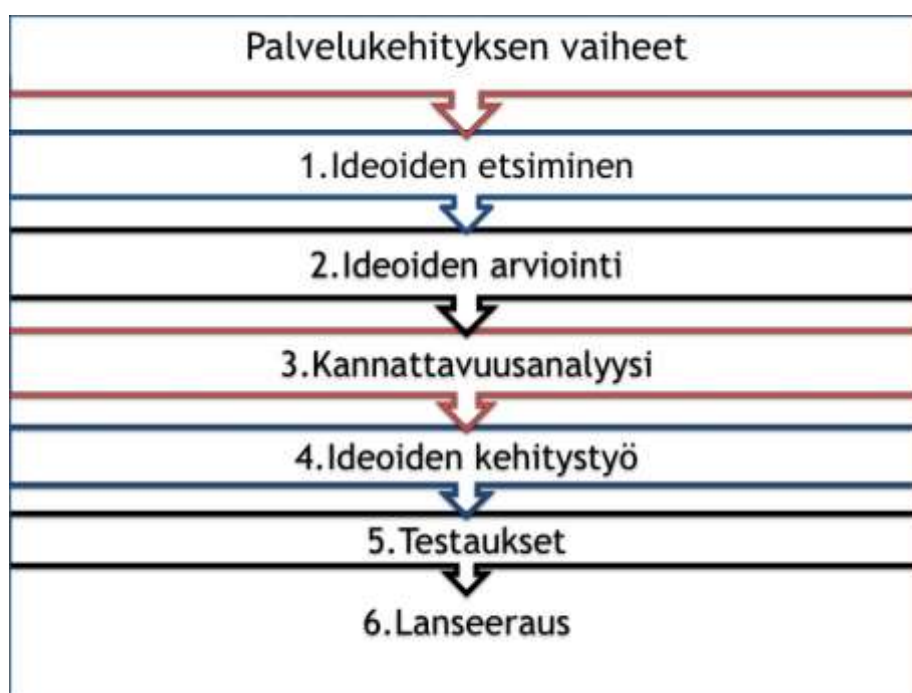 Palvelukehityksen vaiheet
1.Ideoiden etsiminen
2.Ideoiden arviointi
3.Kannattavuusanalyysi
4.Ideoiden kehitystyö
5.Testaukset
6.Lanseeraus